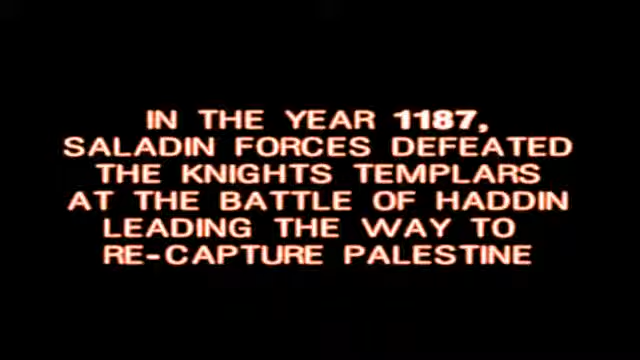 IN THE YEAR 1187,
SALADIN FORCES DEFEATED
THE KNIGHTS TEMPLARS
AT THE BATTLE OF HADDIN
LEADING THE WAY TO
RE-CAPTURE PALESTINE